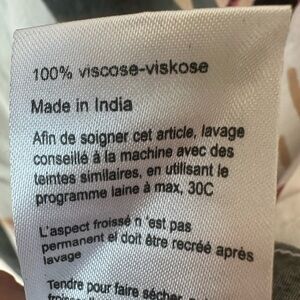 100% viscose-viskose
Made in India
Afin de soigner cet article, lavage
conseillé à la machine avec des
teintes similaires, en utilisant le
programme laine à max, 30C
L'aspect froissé n 'est pas
permanent el doit être recréé après
lavage
Tendre pour faire sécher,